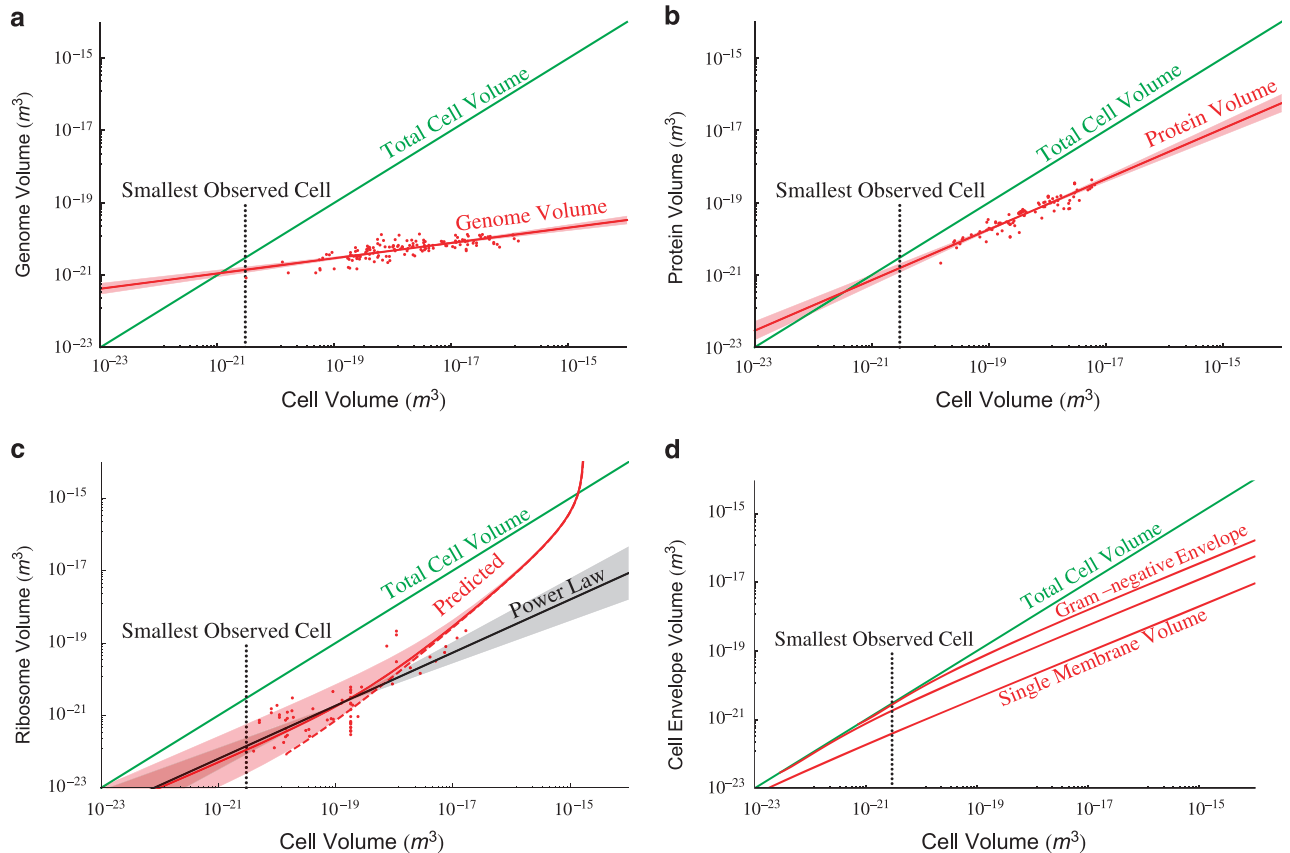 a
Genome Volume (m³)
10⁻¹⁵
10⁻¹⁷
10⁻¹⁹
10⁻²¹
10⁻²³
Total Cell Volume
Smallest Observed Cell
Genome Volume
10⁻²³ 10⁻²¹ 10⁻¹⁹ 10⁻¹⁷ 10⁻¹⁵
Cell Volume (m³)
b
Protein Volume (m³)
10⁻¹⁵
10⁻¹⁷
10⁻¹⁹
10⁻²¹
10⁻²³
Total Cell Volume
Protein Volume
Smallest Observed Cell
10⁻²³ 10⁻²¹ 10⁻¹⁹ 10⁻¹⁷ 10⁻¹⁵
Cell Volume (m³)
c
Ribosome Volume (m³)
10⁻¹⁵
10⁻¹⁷
10⁻¹⁹
10⁻²¹
10⁻²³
Total Cell Volume
Predicted
Power Law
Smallest Observed Cell
10⁻²³ 10⁻²¹ 10⁻¹⁹ 10⁻¹⁷ 10⁻¹⁵
Cell Volume (m³)
d
Cell Envelope Volume (m³)
10⁻¹⁵
10⁻¹⁷
10⁻¹⁹
10⁻²¹
10⁻²³
Total Cell Volume
Gram –negative Envelope
Smallest Observed Cell
Single Membrane Volume
10⁻²³ 10⁻²¹ 10⁻¹⁹ 10⁻¹⁷ 10⁻¹⁵
Cell Volume (m³)